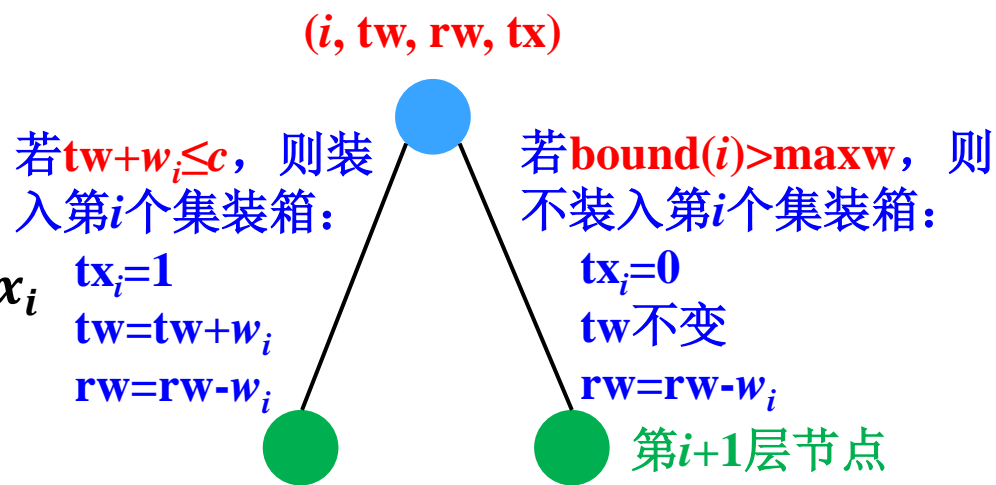 (i, tw, rw, tx)
若tw+wᵢ≤c，则装
入第i个集装箱：
txᵢ=1
tw=tw+wᵢ
rw=rw-wᵢ
xᵢ
若bound(i)>maxw，则
不装入第i个集装箱：
txᵢ=0
tw不变
rw=rw-wᵢ
第i+1层节点